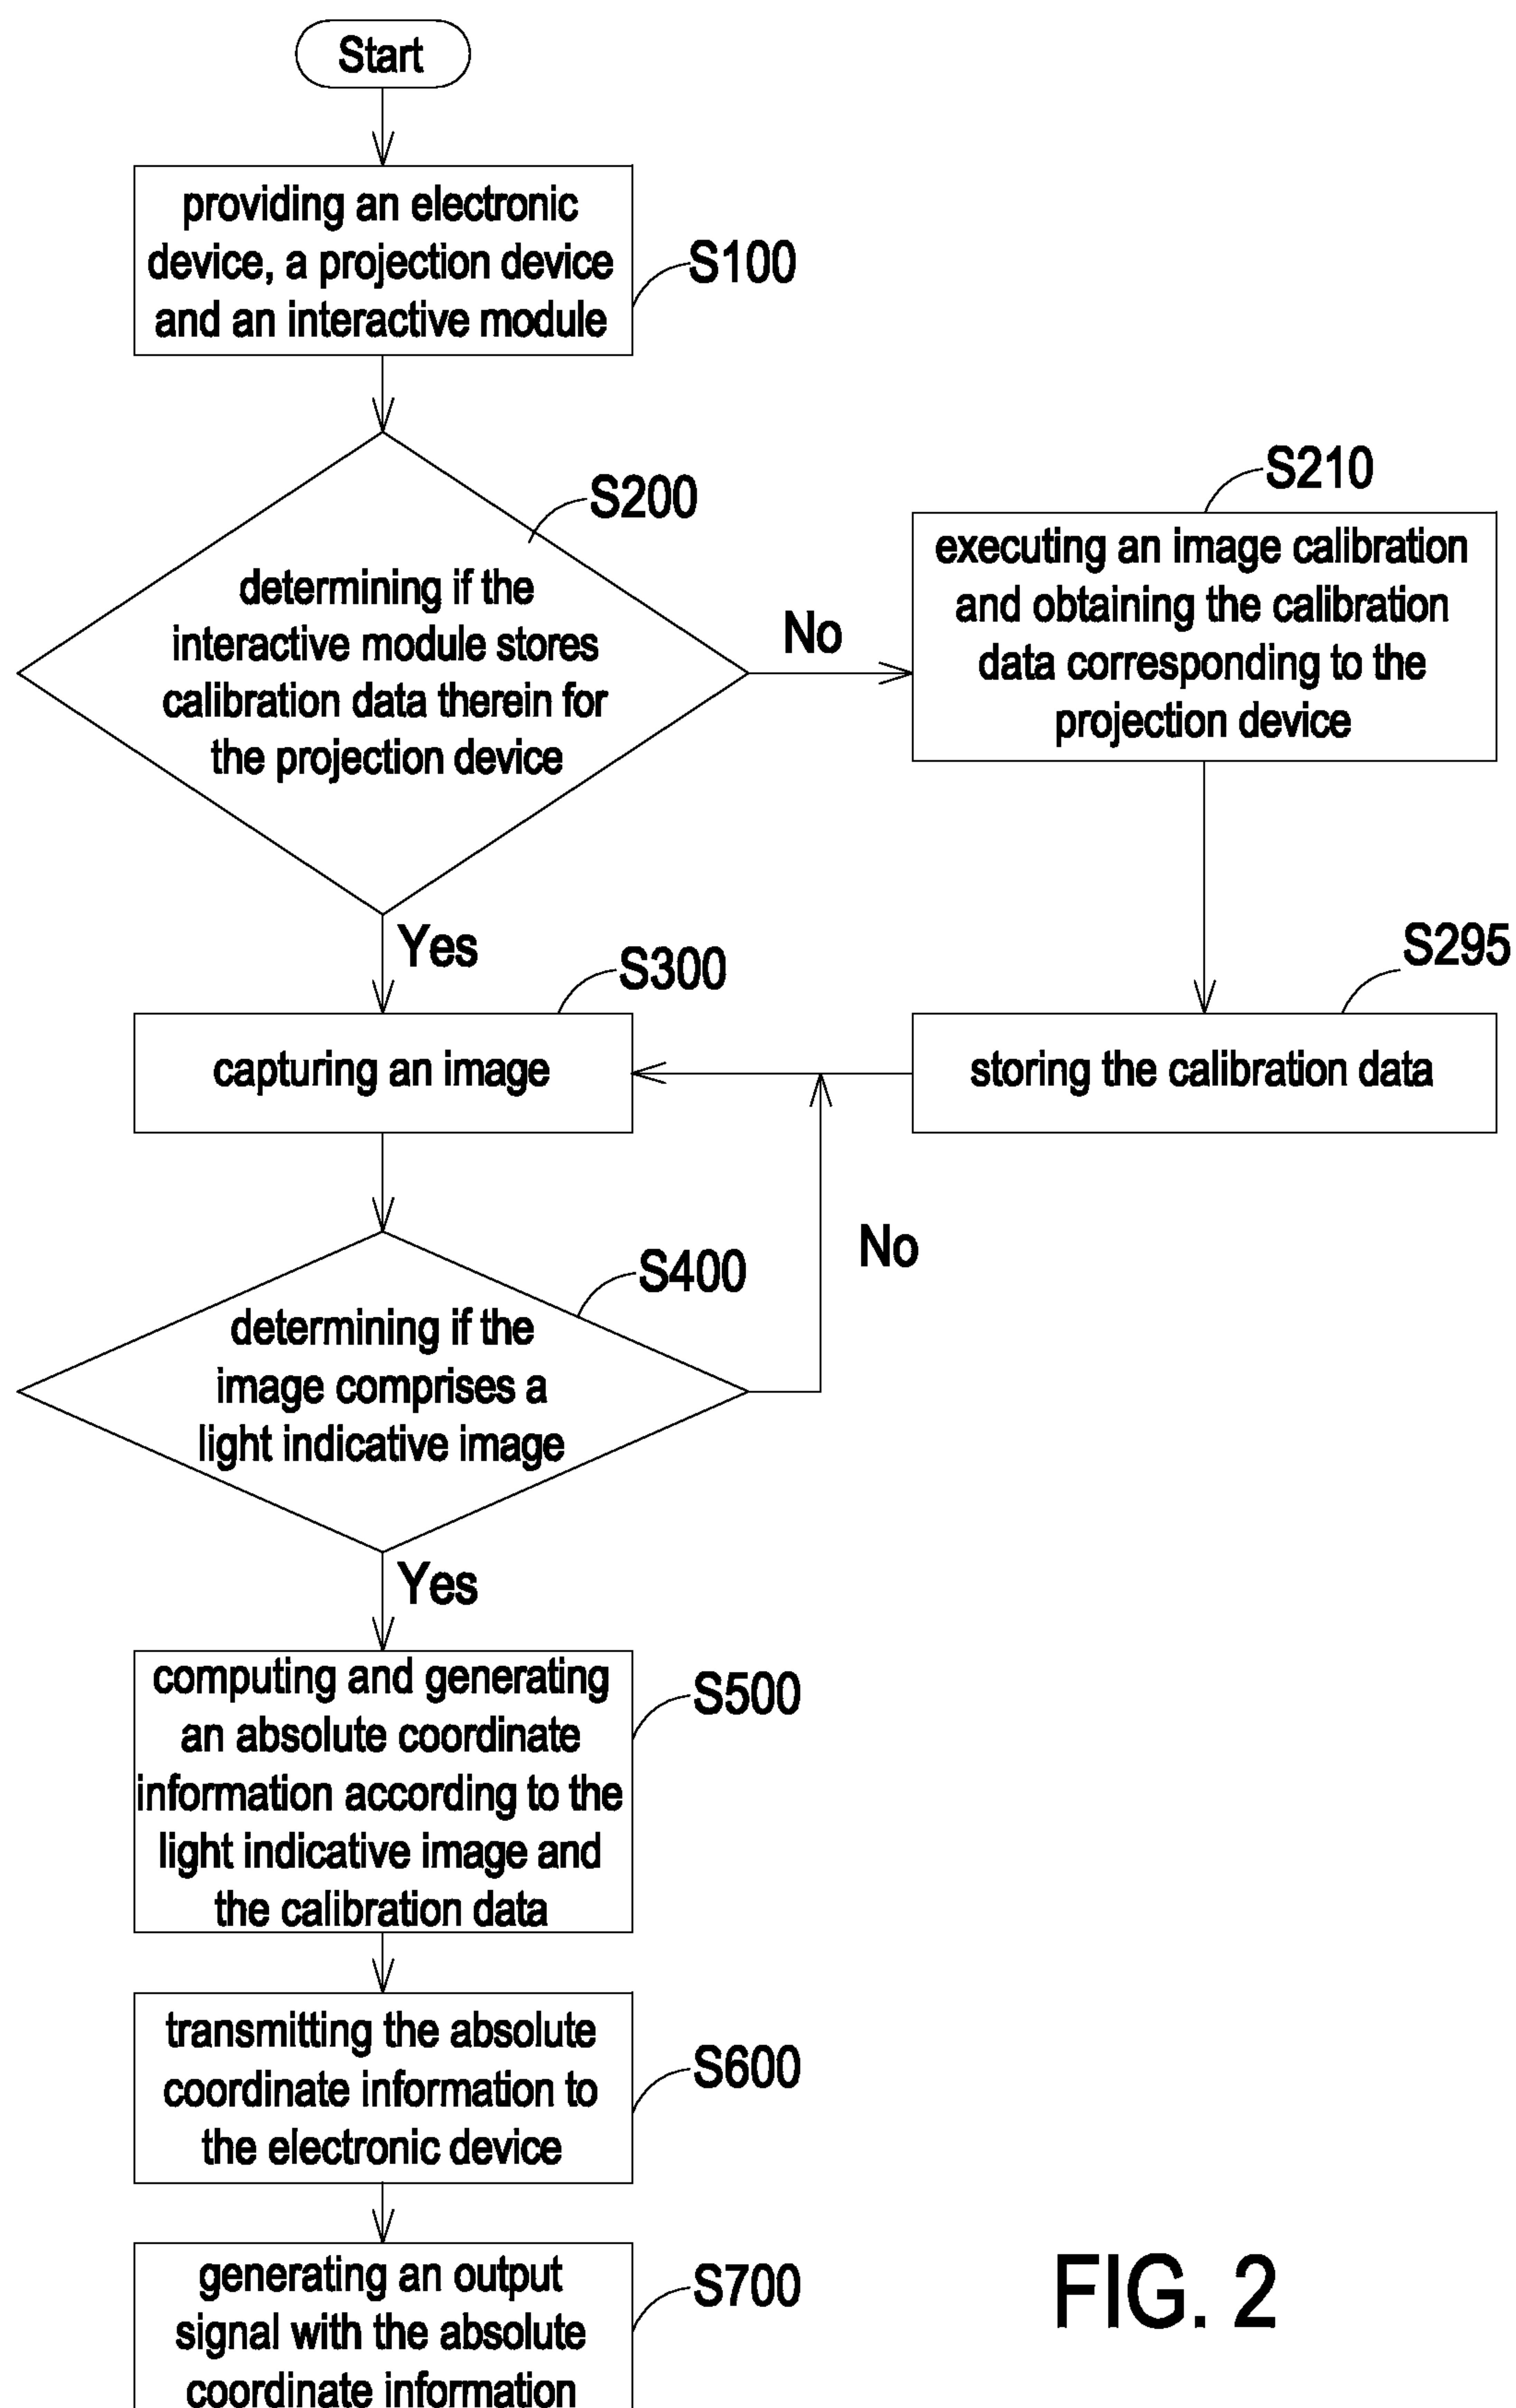 Start
providing an electronic
device, a projection device
and an interactive module
S100
S200
determining if the
interactive module stores
calibration data therein for
the projection device
No
S210
executing an image calibration
and obtaining the calibration
data corresponding to the
projection device
Yes
S300
capturing an image
S295
storing the calibration data
S400
determining if the
image comprises a
light indicative image
No
Yes
computing and generating
an absolute coordinate
information according to the
light indicative image and
the calibration data
S500
transmitting the absolute
coordinate information to
the electronic device
S600
generating an output
signal with the absolute
coordinate information
S700
FIG. 2